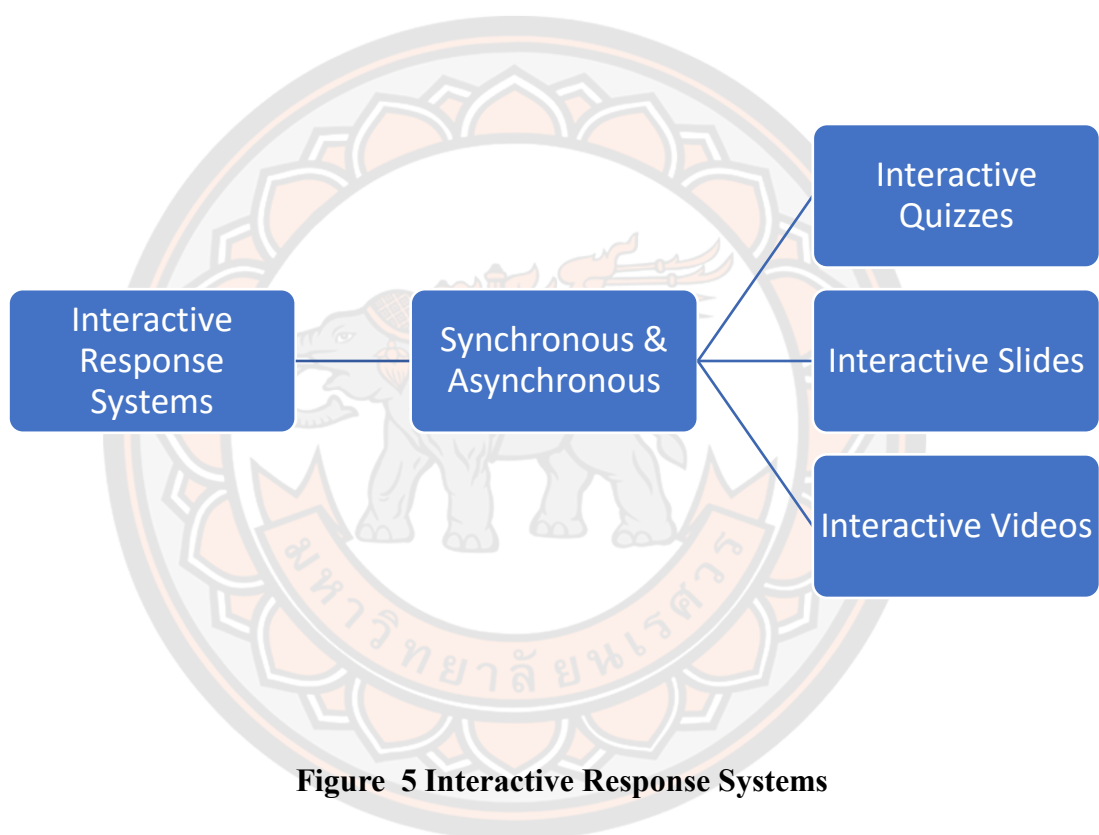 Interactive
Response
Systems
Synchronous &
Asynchronous
Interactive
Quizzes
Interactive Slides
Interactive Videos
มหาวิทยาลัยนเรศวร
Figure 5 Interactive Response Systems